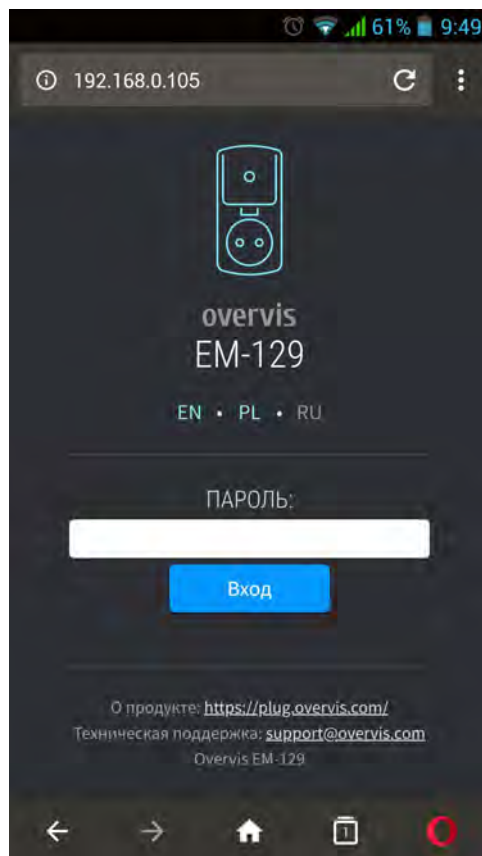 61% 9:49
192.168.0.105
overvis
EM-129
EN • PL • RU
ПАРОЛЬ:
Вход
О продукте: https://plug.overvis.com/
Техническая поддержка: support@overvis.com
Overvis EM-129
1